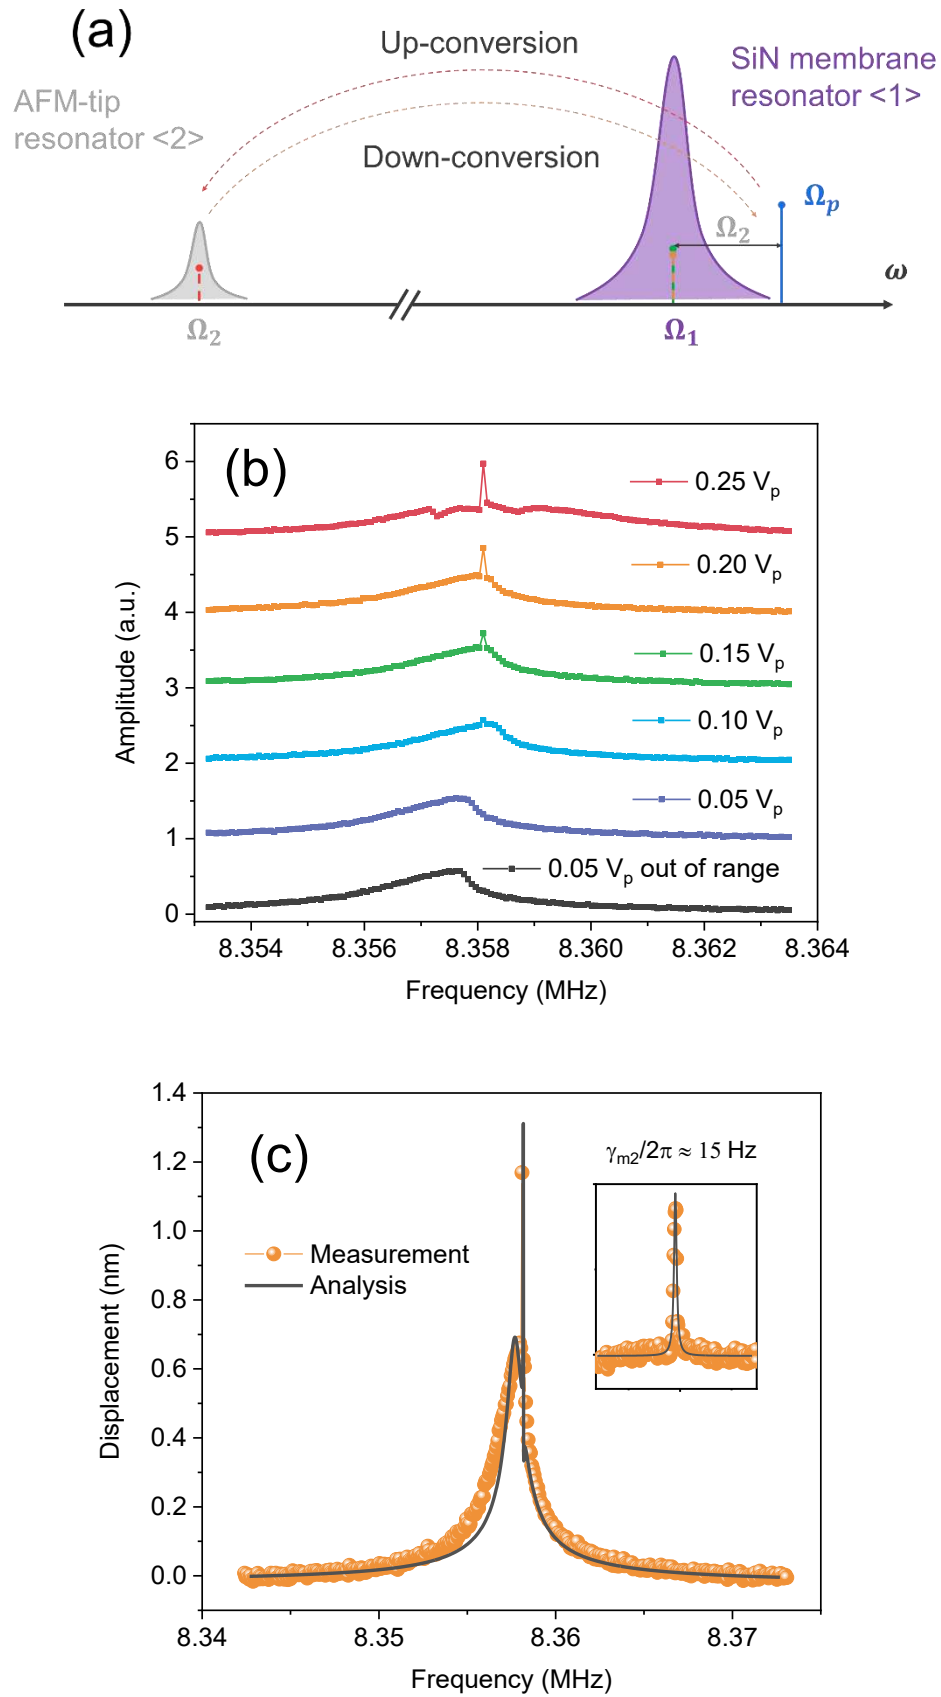 (a)
Up-conversion
SiN membrane
resonator <1>
AFM-tip
resonator <2>
Down-conversion
Ω₂
Ωₚ
ω
Ω₂
Ω₁
(b)
0.25 Vₚ
0.20 Vₚ
0.15 Vₚ
0.10 Vₚ
0.05 Vₚ
0.05 Vₚ out of range
Amplitude (a.u.)
6
5
4
3
2
1
0
8.354 8.356 8.358 8.360 8.362 8.364
Frequency (MHz)
(c)
γₘ₂/2π ≈ 15 Hz
Measurement
Analysis
Displacement (nm)
1.4
1.2
1.0
0.8
0.6
0.4
0.2
0.0
8.34 8.35 8.36 8.37
Frequency (MHz)